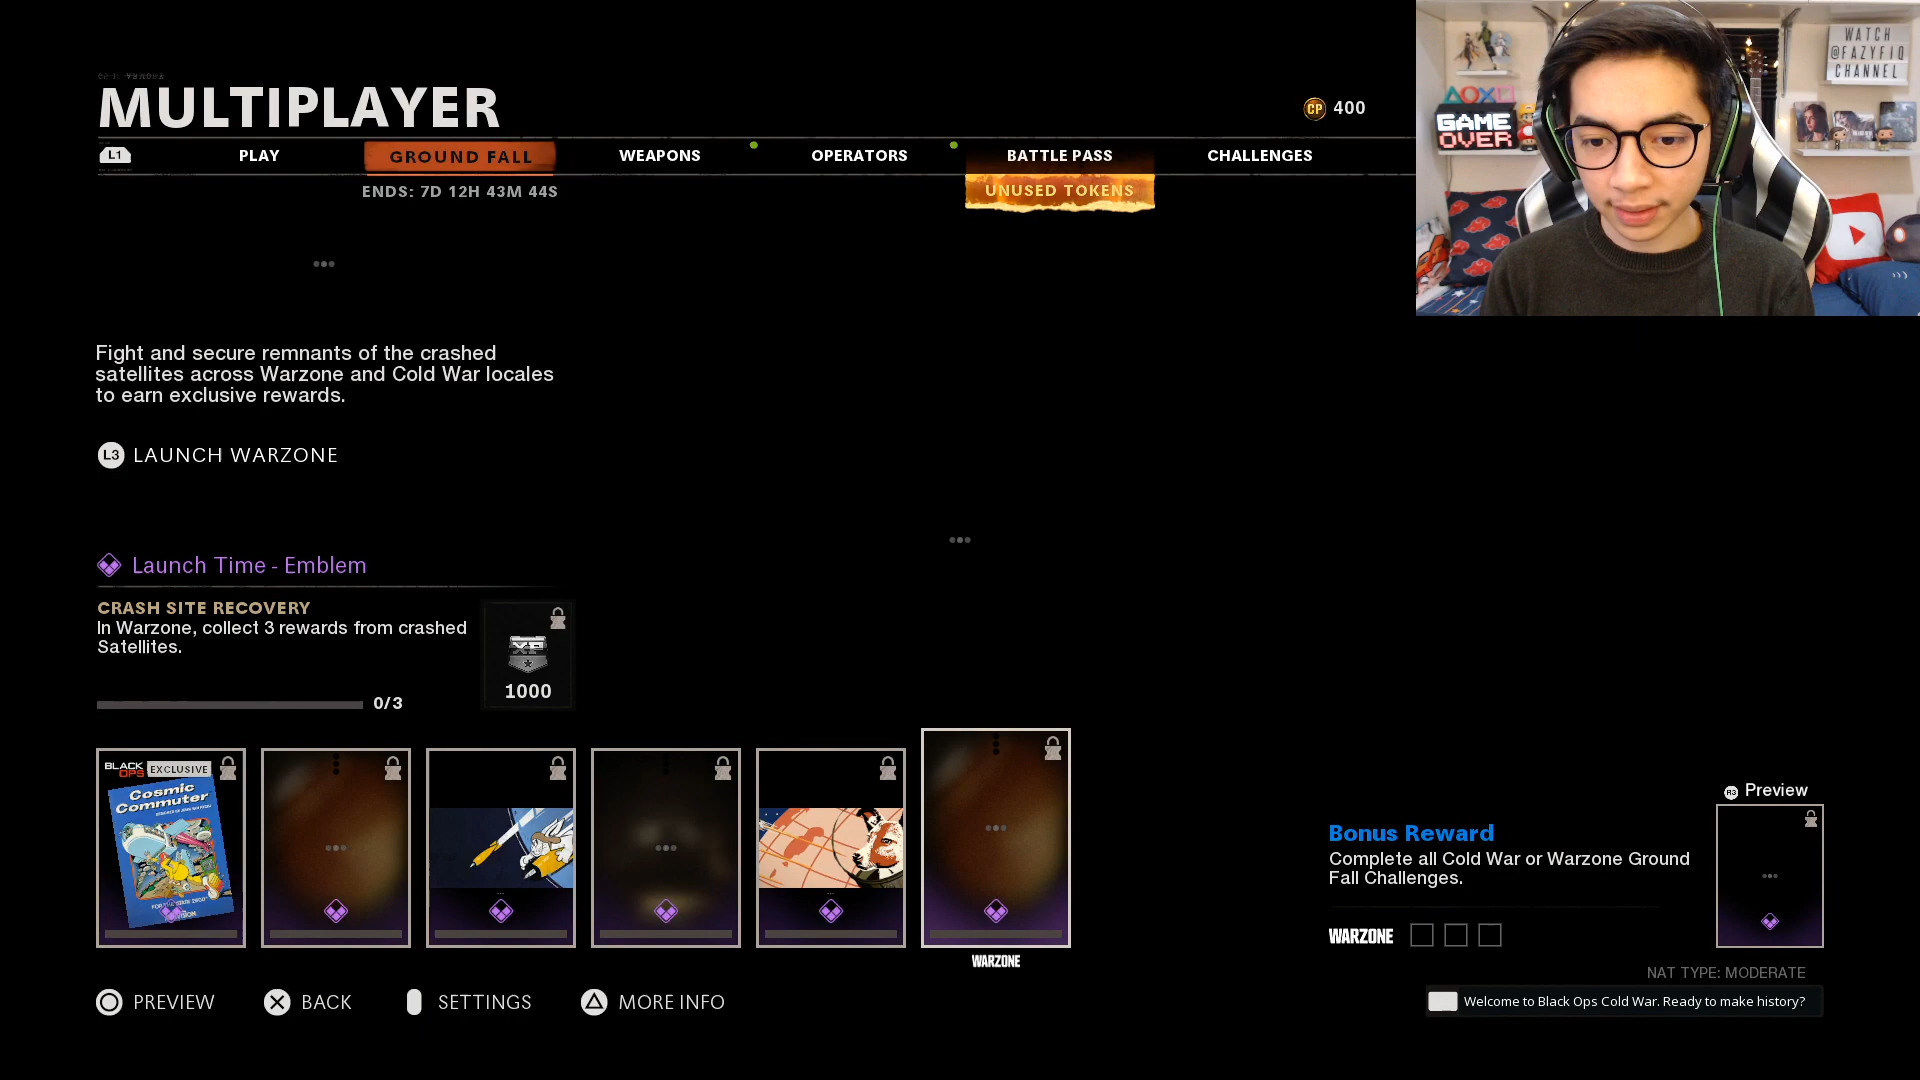 MULTIPLAYER
CP 400
L1
PLAY
GROUND FALL
WEAPONS
OPERATORS
BATTLE PASS
CHALLENGES
ENDS: 7D 12H 43M 44S
UNUSED TOKENS
WATCH
@FAZYFIQ
CHANNEL
GAME
OVER
Fight and secure remnants of the crashed
satellites across Warzone and Cold War locales
to earn exclusive rewards.
L3 LAUNCH WARZONE
Launch Time - Emblem
CRASH SITE RECOVERY
In Warzone, collect 3 rewards from crashed
Satellites.
XP
1000
0/3
BLACK
OPS
EXCLUSIVE
Cosmic
Commuter
WARZONE
R3 Preview
Bonus Reward
Complete all Cold War or Warzone Ground
Fall Challenges.
WARZONE
NAT TYPE: MODERATE
PREVIEW
BACK
SETTINGS
MORE INFO
Welcome to Black Ops Cold War. Ready to make history?